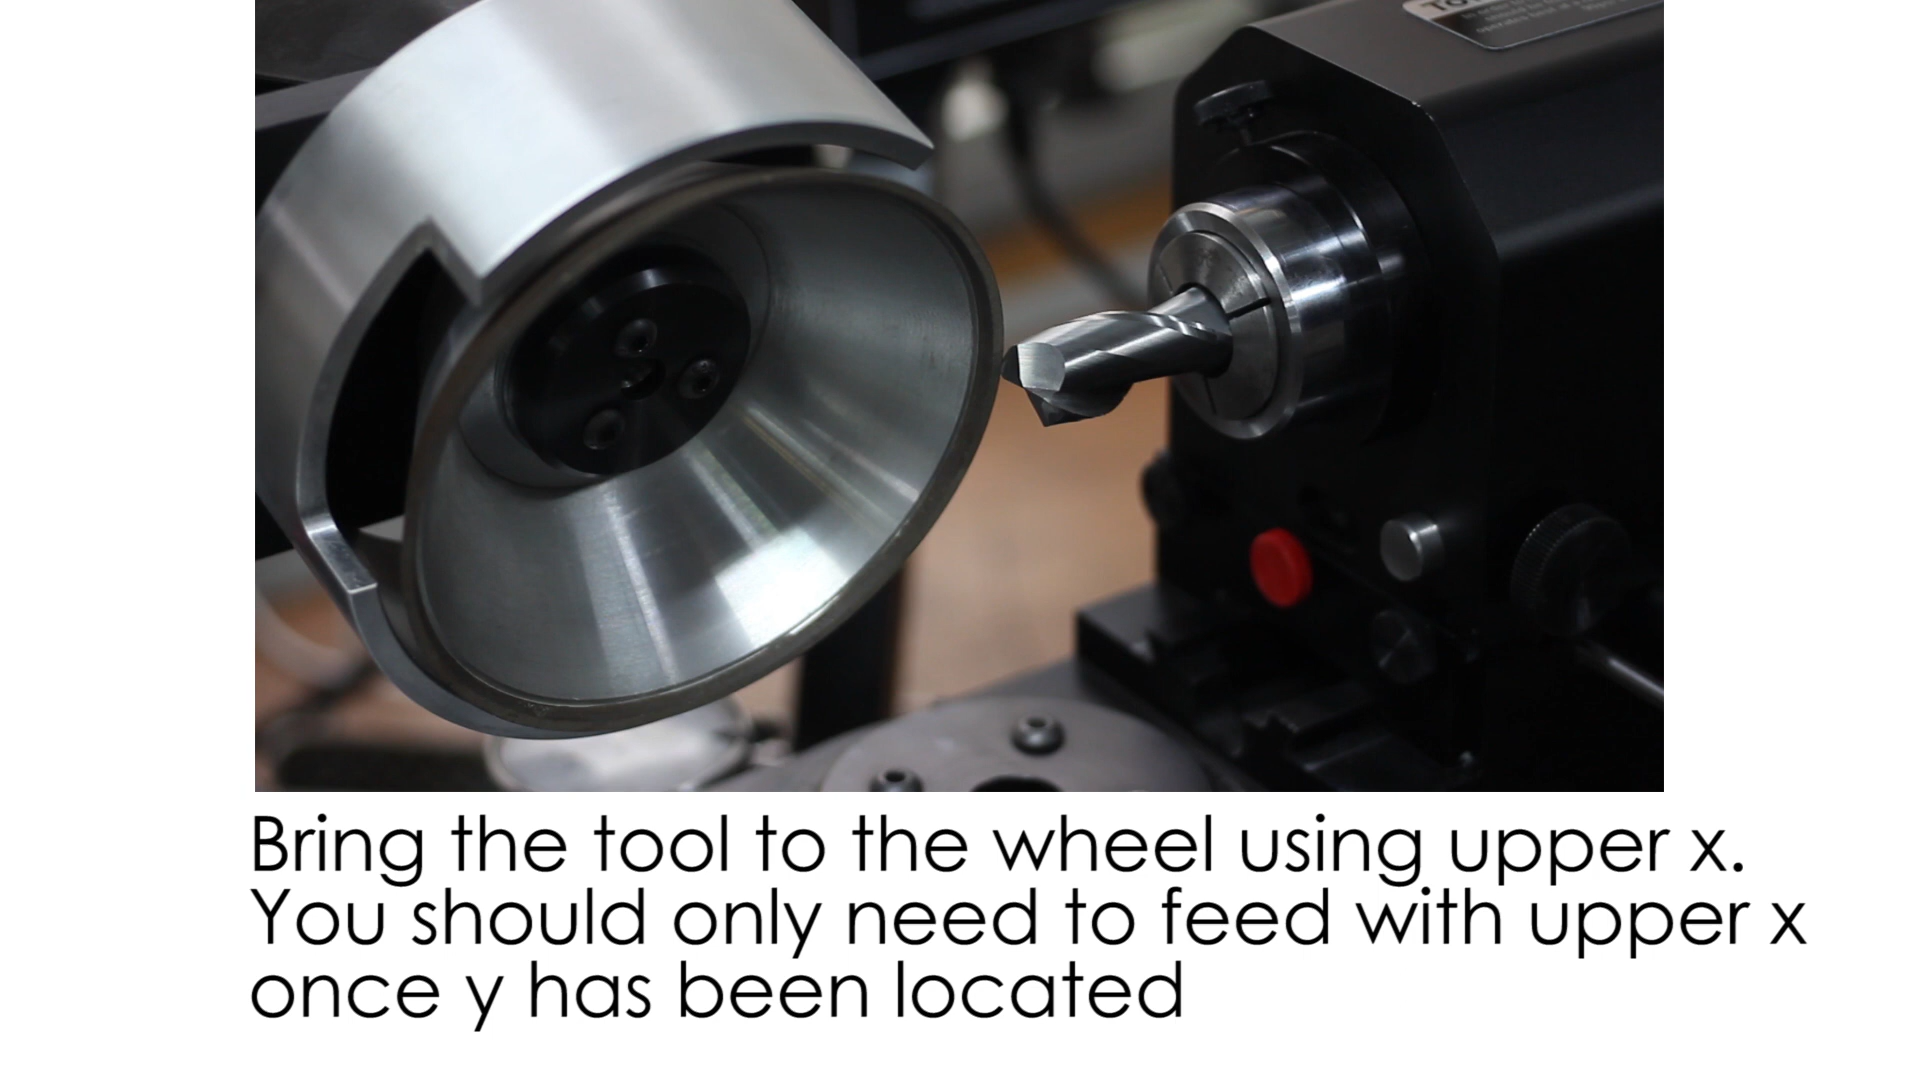 Bring the tool to the wheel using upper x.
You should only need to feed with upper x
once y has been located